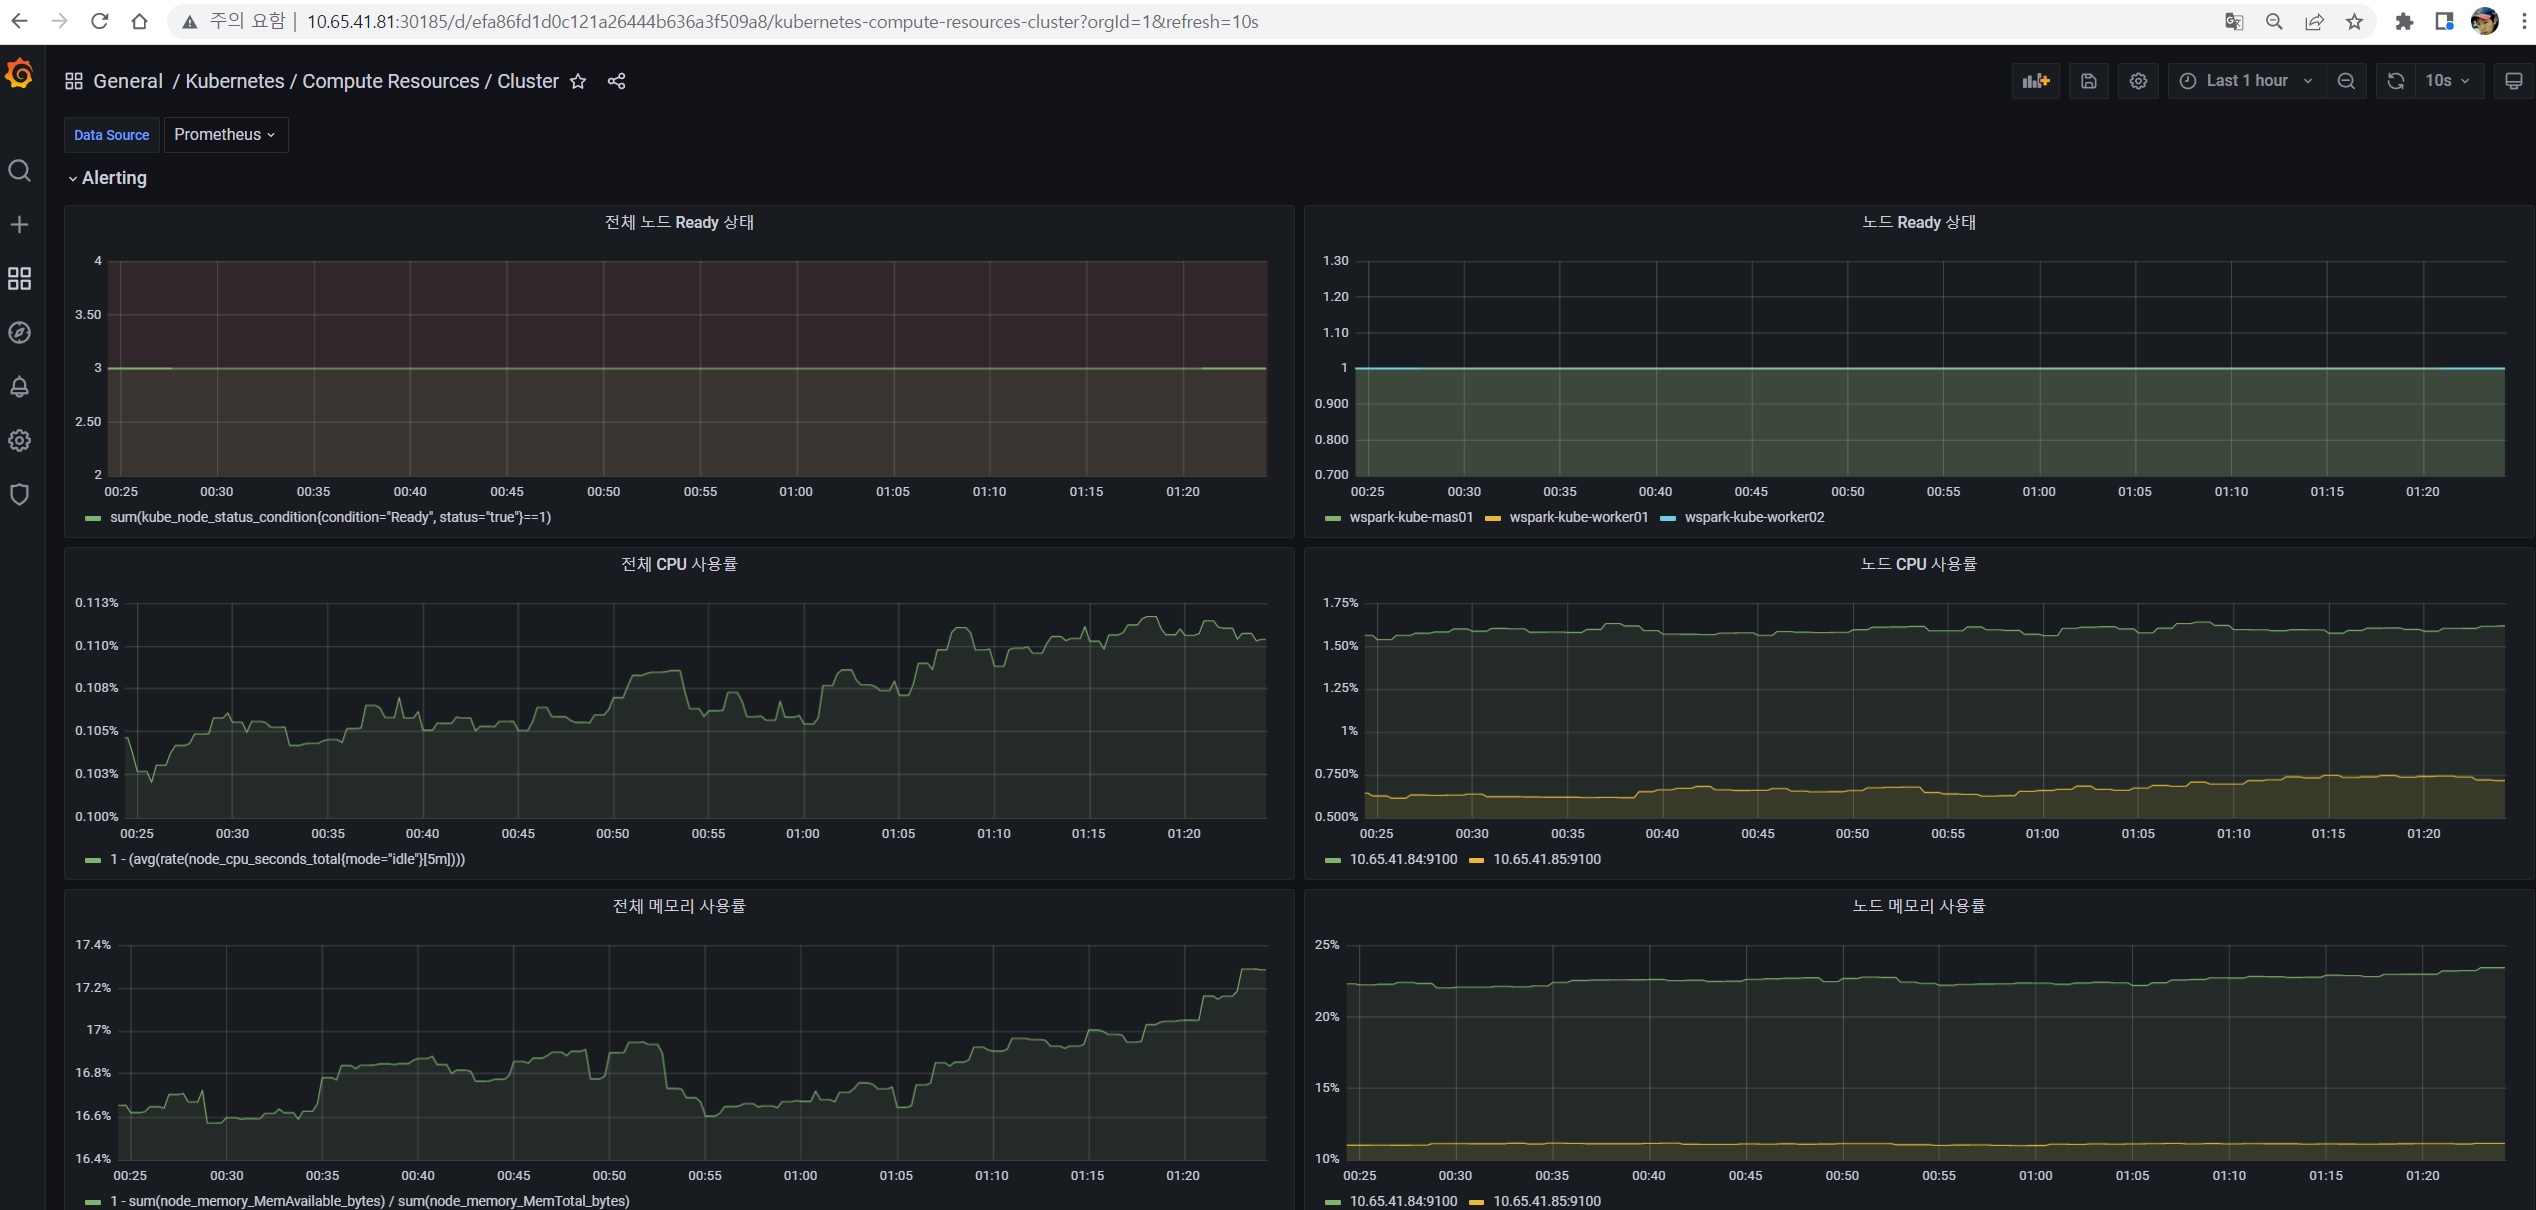 주의 요함 | 10.65.41.81:30185/d/efa86fd1d0c121a26444b636a3f509a8/kubernetes-compute-resources-cluster?orgId=1&refresh=10s
General / Kubernetes / Compute Resources / Cluster
Last 1 hour
10s
Data Source Prometheus
Alerting
전체 노드 Ready 상태
4
3.50
3
2.50
2
00:25 00:30 00:35 00:40 00:45 00:50 00:55 01:00 01:05 01:10 01:15 01:20
sum(kube_node_status_condition{condition="Ready", status="true"}==1)
노드 Ready 상태
1.30
1.20
1.10
1
0.900
0.800
0.700
00:25 00:30 00:35 00:40 00:45 00:50 00:55 01:00 01:05 01:10 01:15 01:20
wspark-kube-mas01 wspark-kube-worker01 wspark-kube-worker02
전체 CPU 사용률
0.113%
0.110%
0.108%
0.105%
0.103%
0.100%
00:25 00:30 00:35 00:40 00:45 00:50 00:55 01:00 01:05 01:10 01:15 01:20
1 - (avg(rate(node_cpu_seconds_total{mode="idle"}[5m])))
노드 CPU 사용률
1.75%
1.50%
1.25%
1%
0.750%
0.500%
00:25 00:30 00:35 00:40 00:45 00:50 00:55 01:00 01:05 01:10 01:15 01:20
10.65.41.84:9100 10.65.41.85:9100
전체 메모리 사용률
17.4%
17.2%
17%
16.8%
16.6%
16.4%
00:25 00:30 00:35 00:40 00:45 00:50 00:55 01:00 01:05 01:10 01:15 01:20
1 - sum(node_memory_MemAvailable_bytes) / sum(node_memory_MemTotal_bytes)
노드 메모리 사용률
25%
20%
15%
10%
00:25 00:30 00:35 00:40 00:45 00:50 00:55 01:00 01:05 01:10 01:15 01:20
10.65.41.84:9100 10.65.41.85:9100